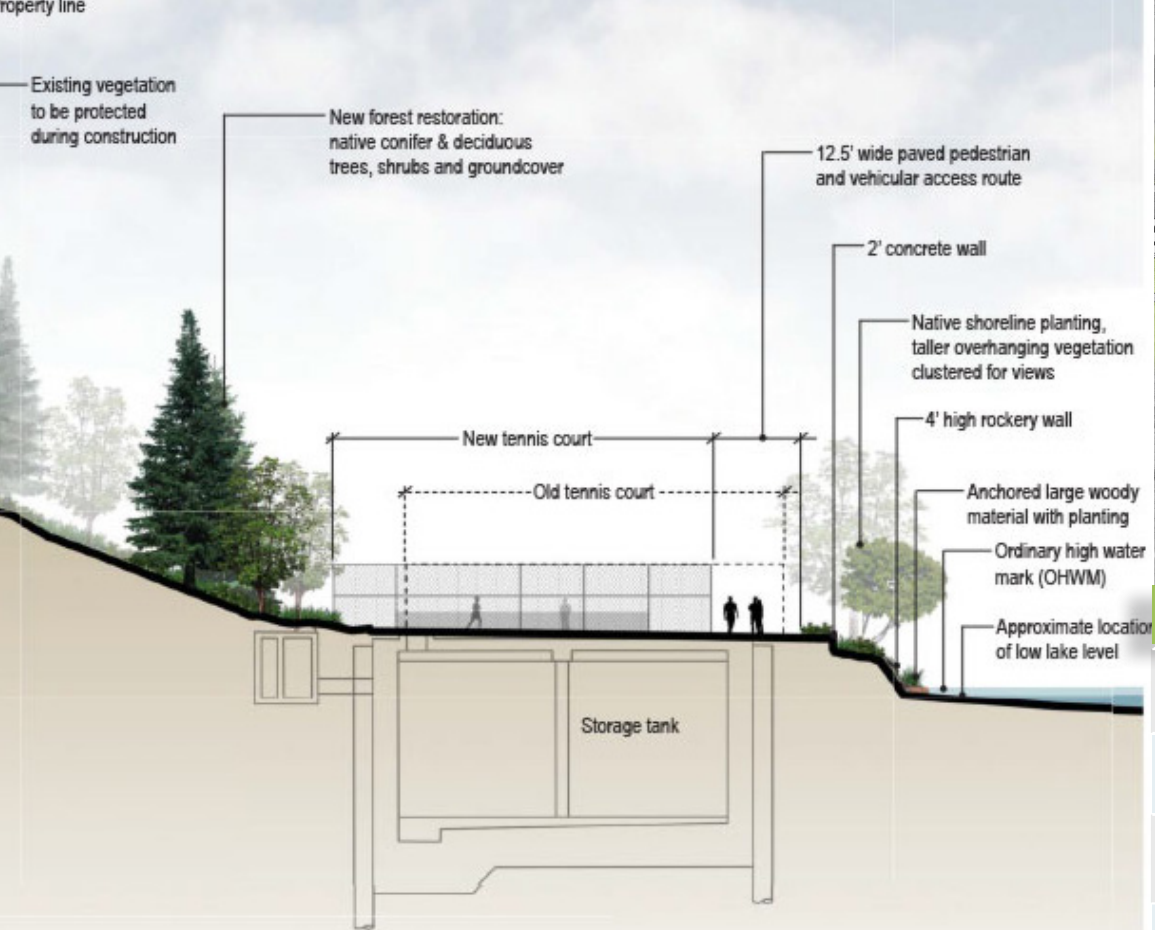 roperty line
Existing vegetation
to be protected
during construction
New forest restoration:
native conifer & deciduous
trees, shrubs and groundcover
12.5' wide paved pedestrian
and vehicular access route
2' concrete wall
Native shoreline planting,
taller overhanging vegetation
clustered for views
4' high rockery wall
New tennis court
Old tennis court
Anchored large woody
material with planting
Ordinary high water
mark (OHWM)
Approximate location
of low lake level
Storage tank